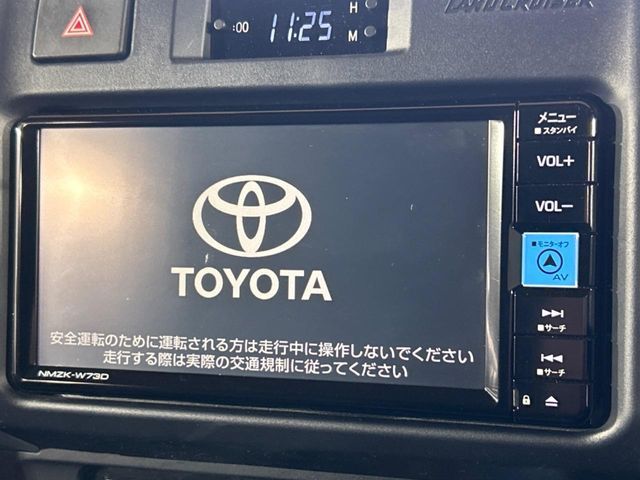 LAND CRUISER
H
:00
11:25
M
メニュー
■スタンバイ
VOL+
VOL-
■モニターオフ
AV
■サーチ
■サーチ
TOYOTA
安全運転のために運転される方は走行中に操作しないでください
走行する際は実際の交通規制に従ってください
NMZK-W73D